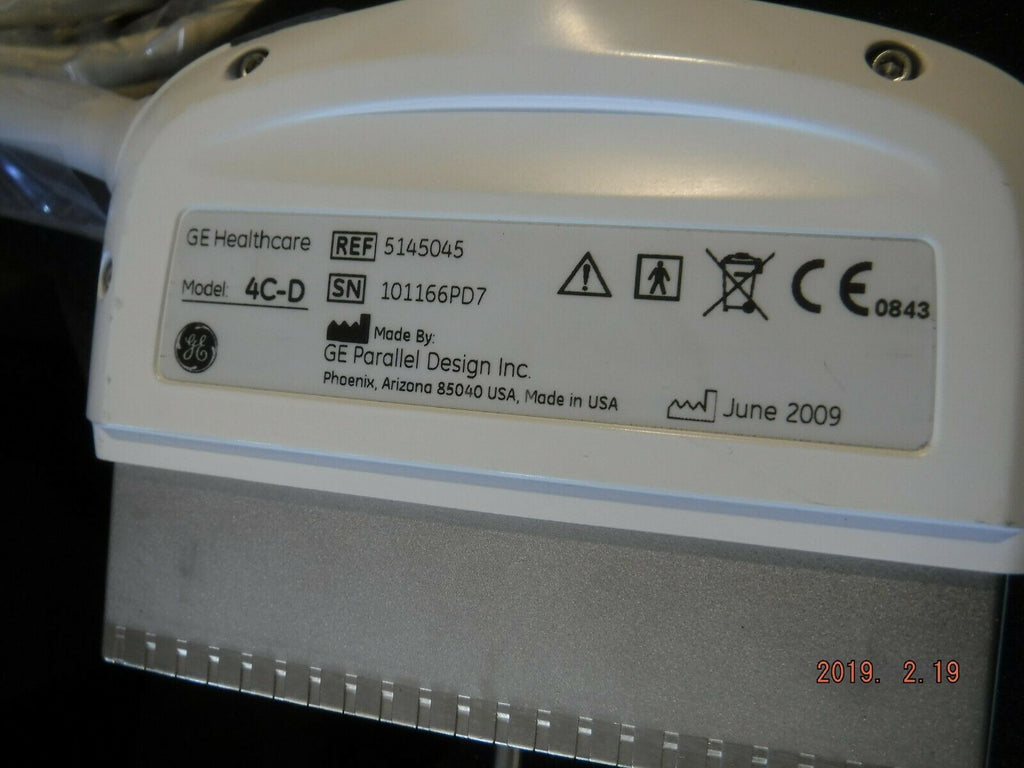 GE Healthcare
REF 5145045
Model: 4C-D
SN 101166PD7
GE
Made By:
GE Parallel Design Inc.
Phoenix, Arizona 85040 USA, Made in USA
June 2009
CE 0843
2019. 2.19